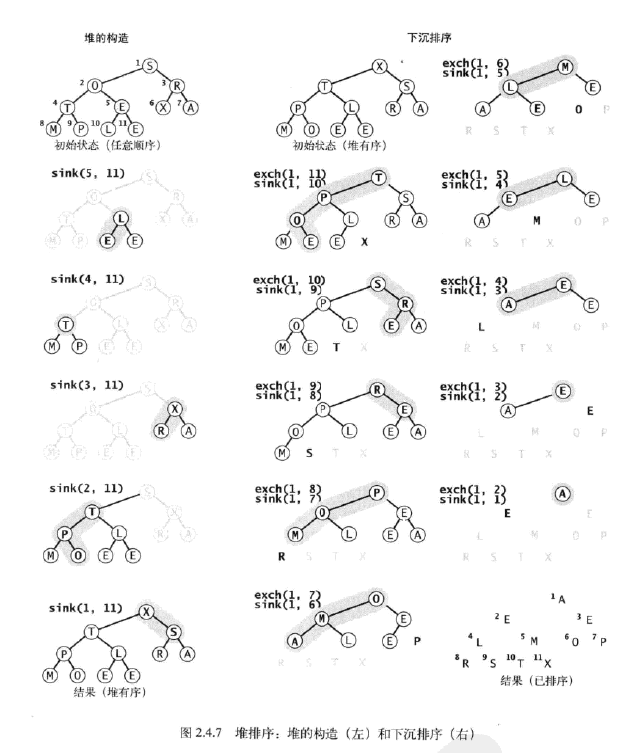 堆的构造
1 S
2 O 3 R
4 T 5 E 6 X 7 A
8 M 9 P 10 L 11 E
初始状态（任意顺序）
sink(5, 11)
S
O R
T L X A
M P E E
sink(4, 11)
S
O R
T L X A
M P E E
sink(3, 11)
S
O X
T L R A
M P E E
sink(2, 11)
S
T X
P L R A
M O E E
sink(1, 11)
X
T S
P L R A
M O E E
结果（堆有序）
下沉排序
X
T S
P L R A
M O E E
初始状态（堆有序）
exch(1, 11)
sink(1, 10)
T
P S
O L R A
M E E X
exch(1, 10)
sink(1, 9)
S
P R
O L E A
M E T X
exch(1, 9)
sink(1, 8)
R
P E
O L E A
M S T X
exch(1, 8)
sink(1, 7)
P
O E
M L E A
R S T X
exch(1, 7)
sink(1, 6)
O
M E
A L E P
R S T X
exch(1, 6)
sink(1, 5)
M
L E
A E O P
R S T X
exch(1, 5)
sink(1, 4)
L
E E
A M O P
R S T X
exch(1, 4)
sink(1, 3)
E
A E
L M O P
R S T X
exch(1, 3)
sink(1, 2)
E
A E
L M O P
R S T X
exch(1, 2)
sink(1, 1)
A
E E
L M O P
R S T X
1 A
2 E 3 E
4 L 5 M 6 O 7 P
8 R 9 S 10 T 11 X
结果（已排序）
图 2.4.7 堆排序：堆的构造（左）和下沉排序（右）